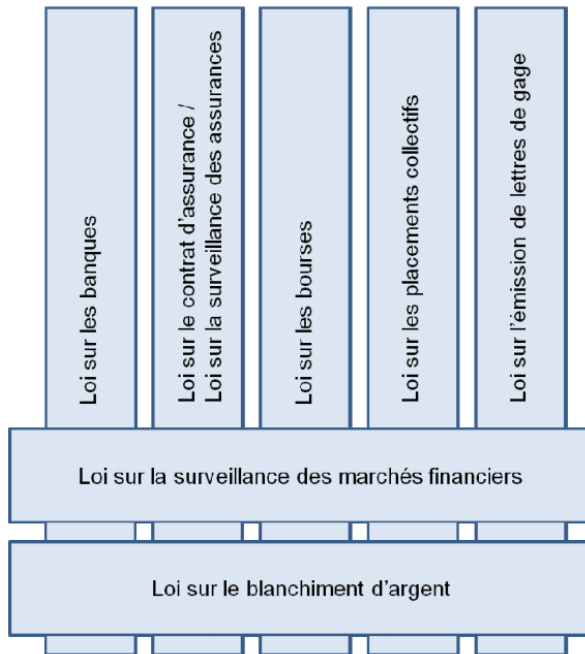 Loi sur les banques
Loi sur le contrat d'assurance /
Loi sur la surveillance des assurances
Loi sur les bourses
Loi sur les placements collectifs
Loi sur l'émission de lettres de gage
Loi sur la surveillance des marchés financiers
Loi sur le blanchiment d'argent